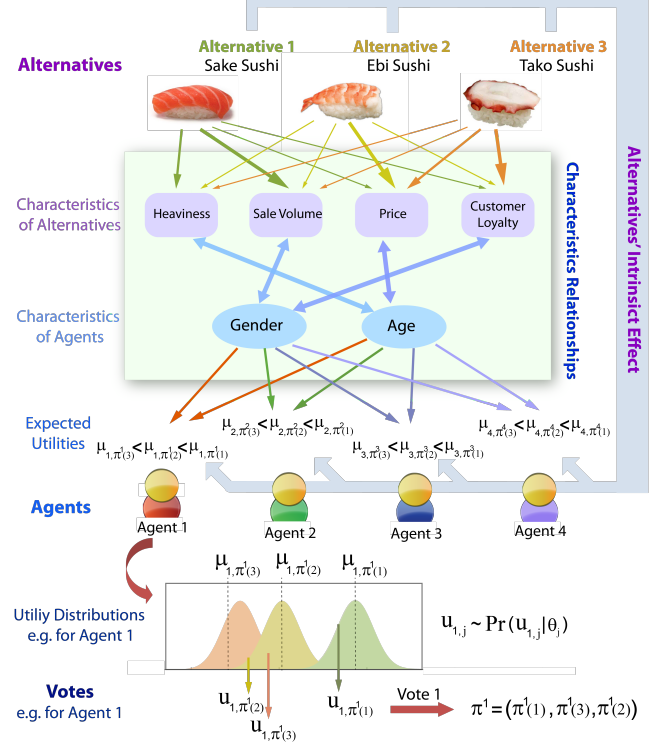 Alternative 1 Alternative 2 Alternative 3
Alternatives
Sake Sushi Ebi Sushi Tako Sushi
Characteristics
of Alternatives
Heaviness
Sale Volume
Price
Customer
Loyalty
Characteristics Relationships
Alternatives' Intrinsict Effect
Characteristics
of Agents
Gender
Age
Expected
Utilities
μ1,π¹(3)<μ1,π¹(2)<μ1,π¹(1)
μ2,π²(3)<μ2,π²(2)<μ2,π²(1)
μ3,π³(3)<μ3,π³(2)<μ3,π³(1)
μ4,π⁴(3)<μ4,π⁴(2)<μ4,π⁴(1)
Agents
Agent 1 Agent 2 Agent 3 Agent 4
μ1,π¹(3) μ1,π¹(2) μ1,π¹(1)
Utiliy Distributions
e.g. for Agent 1
u1,j ~ Pr(u1,j|θj)
Votes
e.g. for Agent 1
u1,π¹(2)
u1,π¹(3)
u1,π¹(1)
Vote 1
π¹=(π¹(1),π¹(3),π¹(2))